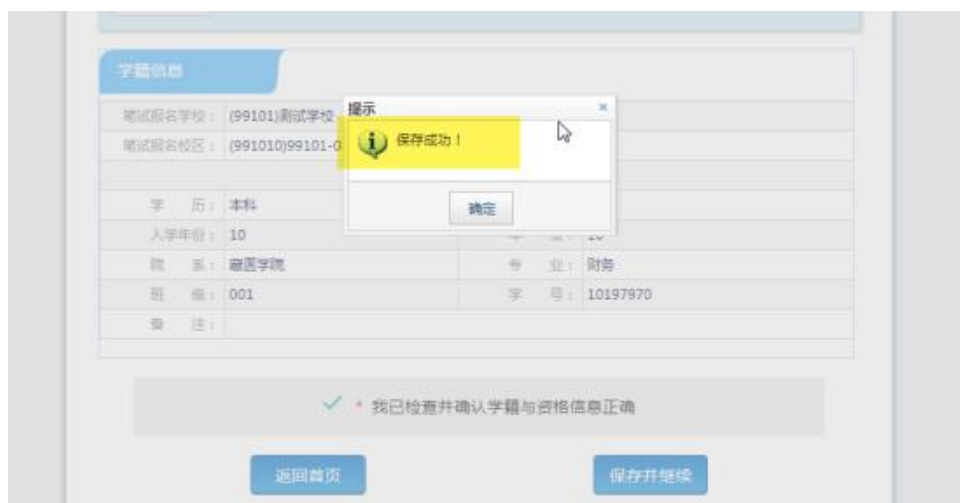 学籍信息
笔试报名学校： (99101)测试学校
提示
×
笔试报名校区： (991010)99101-0
保存成功！
确定
学 历： 本科
入学年份： 10
院 系： 藏医学院
专 业： 财务
班 级： 001
学 号： 10197970
备 注：
* 我已检查并确认学籍与资格信息正确
返回首页
保存并继续